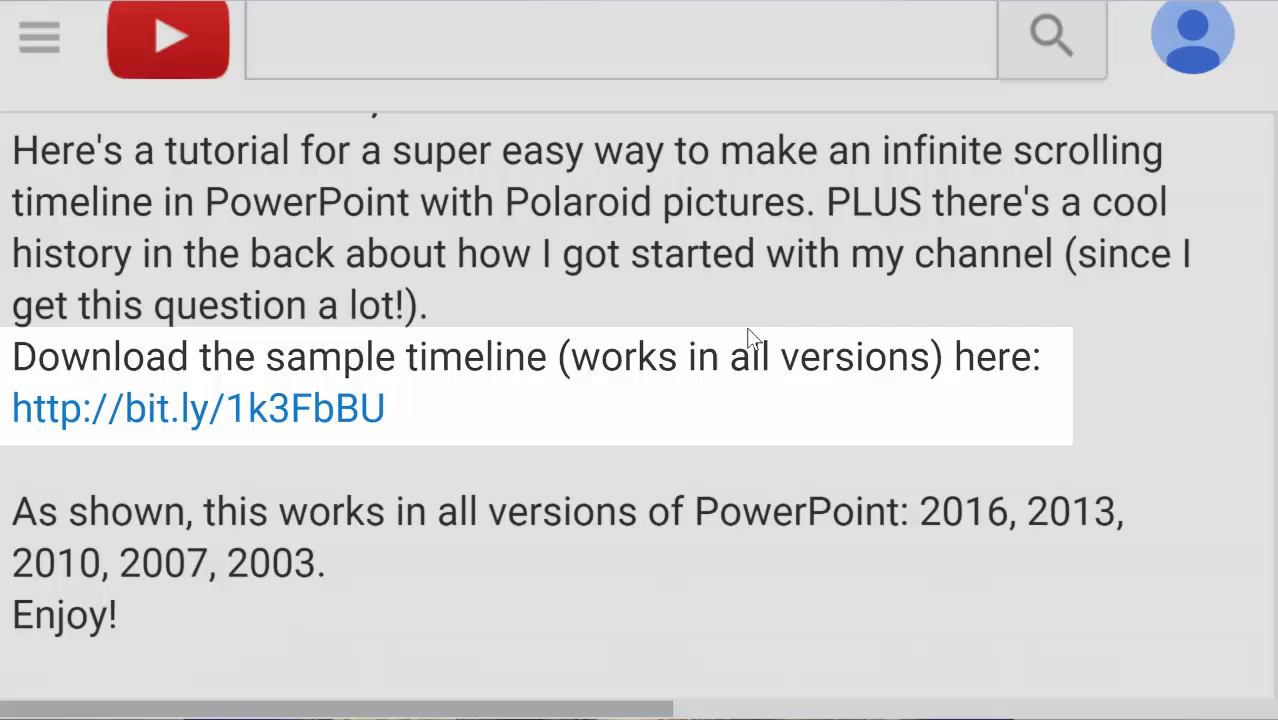 Here's a tutorial for a super easy way to make an infinite scrolling
timeline in PowerPoint with Polaroid pictures. PLUS there's a cool
history in the back about how I got started with my channel (since I
get this question a lot!).
Download the sample timeline (works in all versions) here:
http://bit.ly/1k3FbBU
As shown, this works in all versions of PowerPoint: 2016, 2013,
2010, 2007, 2003.
Enjoy!